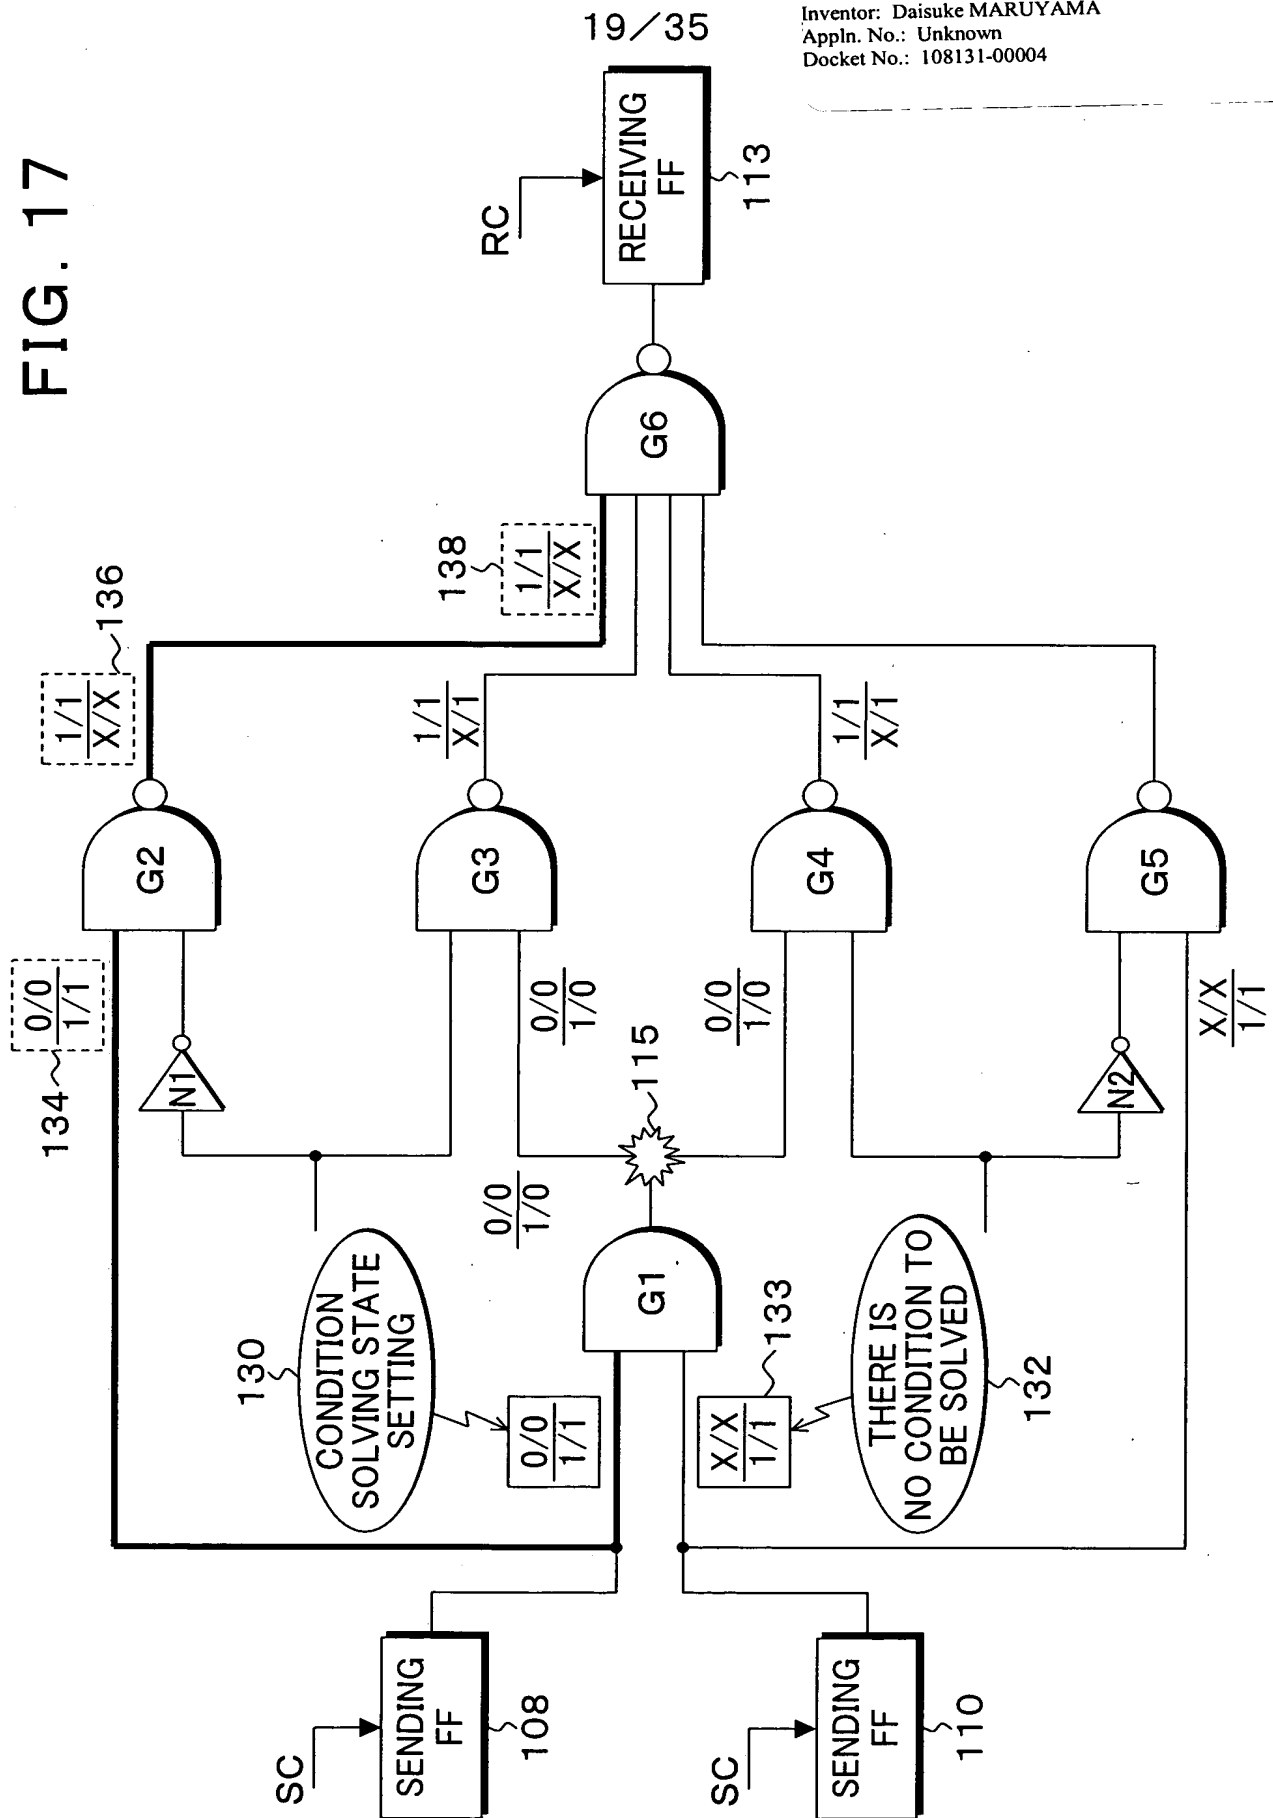 Inventor: Daisuke MARUYAMA
Appln. No.: Unknown
Docket No.: 108131-00004
19/35
FIG. 17
SC
SENDING
FF
108
SC
SENDING
FF
110
130
CONDITION
SOLVING STATE
SETTING
0/0
1/1
133
X/X
1/1
THERE IS
NO CONDITION TO
BE SOLVED
132
G1
0/0
1/0
115
134
0/0
1/1
N1
0/0
1/0
0/0
1/0
N2
X/X
1/1
G2
G3
G4
G5
136
1/1
X/X
1/1
X/1
1/1
X/1
138
1/1
X/X
G6
RC
RECEIVING
FF
113